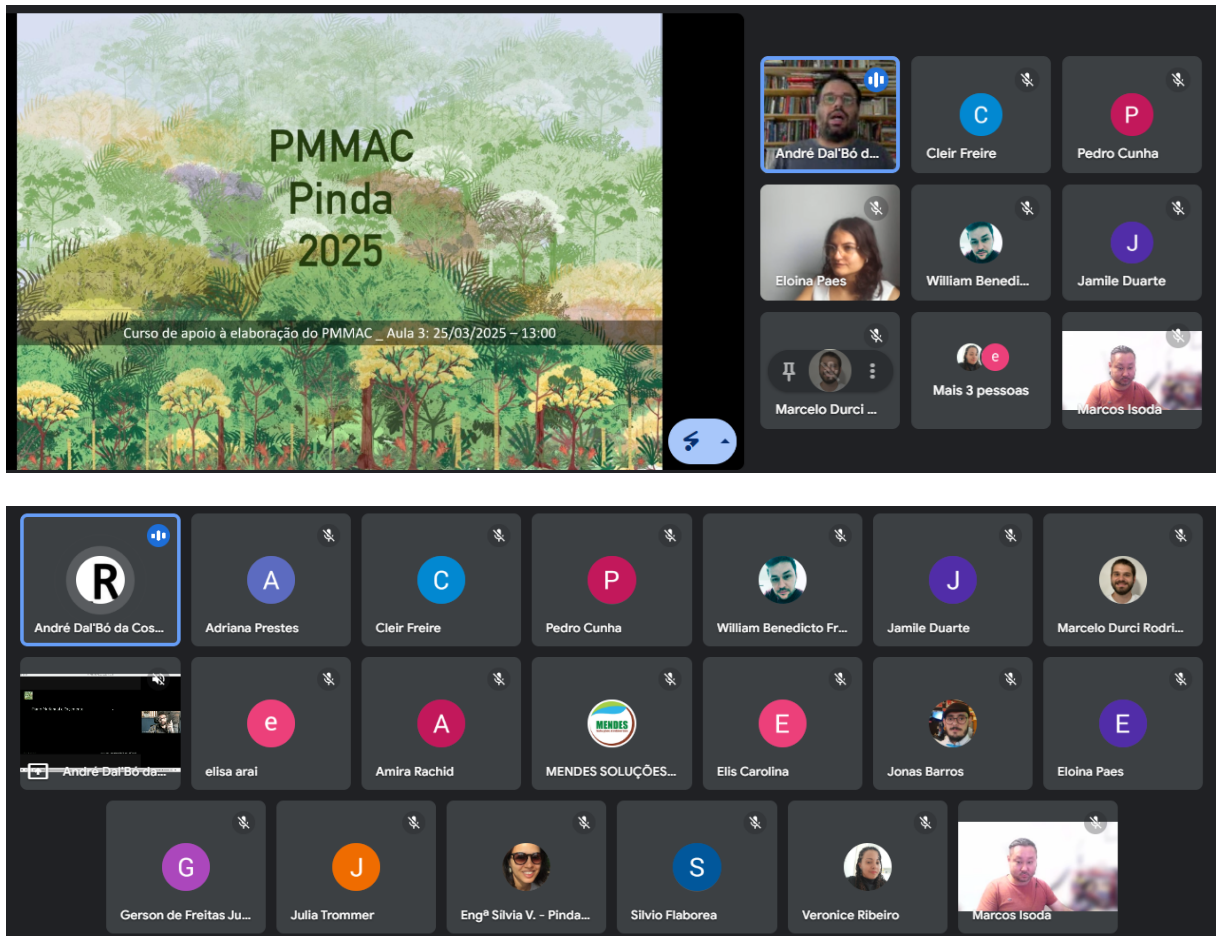 PMMAC
Pinda
2025
Curso de apoio à elaboração do PMMAC _ Aula 3: 25/03/2025 – 13:00
André Dal'Bó d...
C
Cleir Freire
P
Pedro Cunha
Eloina Paes
William Benedi...
J
Jamile Duarte
Marcelo Durci ...
e
Mais 3 pessoas
Marcos Isoda
R
André Dal'Bó da Cos...
A
Adriana Prestes
C
Cleir Freire
P
Pedro Cunha
William Benedicto Fr...
J
Jamile Duarte
Marcelo Durci Rodri...
André Dal'Bó da...
e
elisa arai
A
Amira Rachid
MENDES
MENDES SOLUÇÕES...
E
Elis Carolina
Jonas Barros
E
Eloina Paes
G
Gerson de Freitas Ju...
J
Julia Trommer
Engª Sílvia V. - Pinda...
S
Silvio Flaborea
Veronice Ribeiro
Marcos Isoda